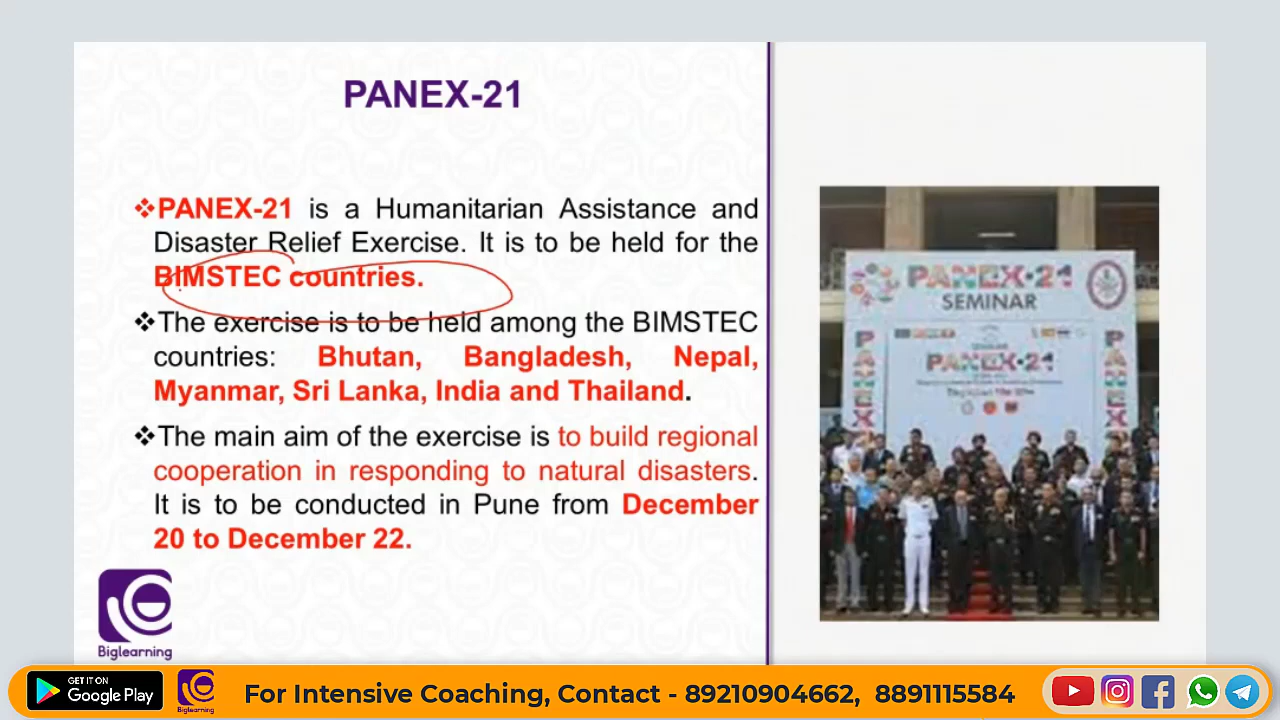 PANEX-21
❖PANEX-21 is a Humanitarian Assistance and
Disaster Relief Exercise. It is to be held for the
BIMSTEC countries.
❖The exercise is to be held among the BIMSTEC
countries: Bhutan, Bangladesh, Nepal,
Myanmar, Sri Lanka, India and Thailand.
❖The main aim of the exercise is to build regional
cooperation in responding to natural disasters.
It is to be conducted in Pune from December
20 to December 22.
Biglearning
PANEX-21
SEMINAR
PANEX-21
PANEX
PANEX
GET IT ON
Google Play
Biglearning
For Intensive Coaching, Contact - 89210904662, 8891115584